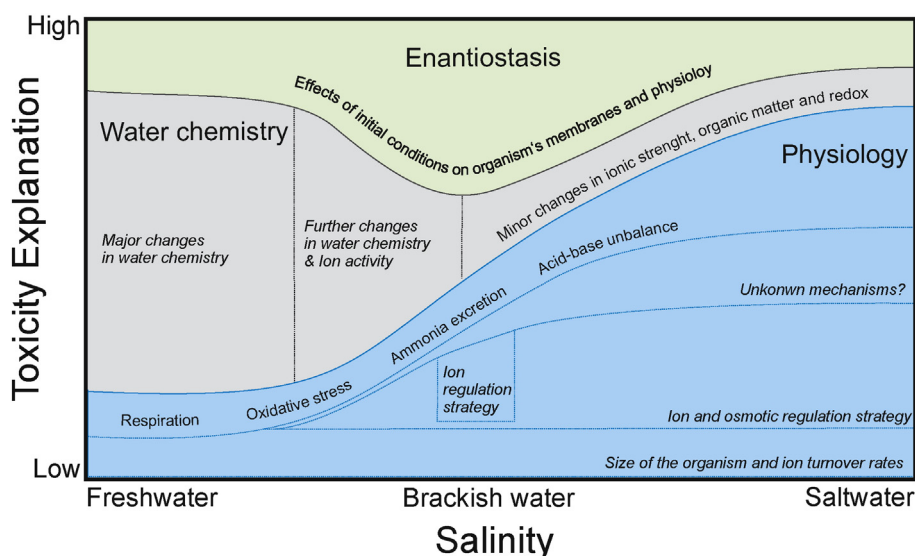 High
Enantiostasis
Effects of initial conditions on organism's membranes and physioloy
Water chemistry
Minor changes in ionic strenght, organic matter and redox
Physiology
Major changes
in water chemistry
Further changes
in water chemistry
& Ion activity
Acid-base unbalance
Unkonwn mechanisms?
Ammonia excretion
Ion
regulation
strategy
Oxidative stress
Respiration
Ion and osmotic regulation strategy
Size of the organism and ion turnover rates
Low
Toxicity Explanation
Freshwater
Brackish water
Saltwater
Salinity